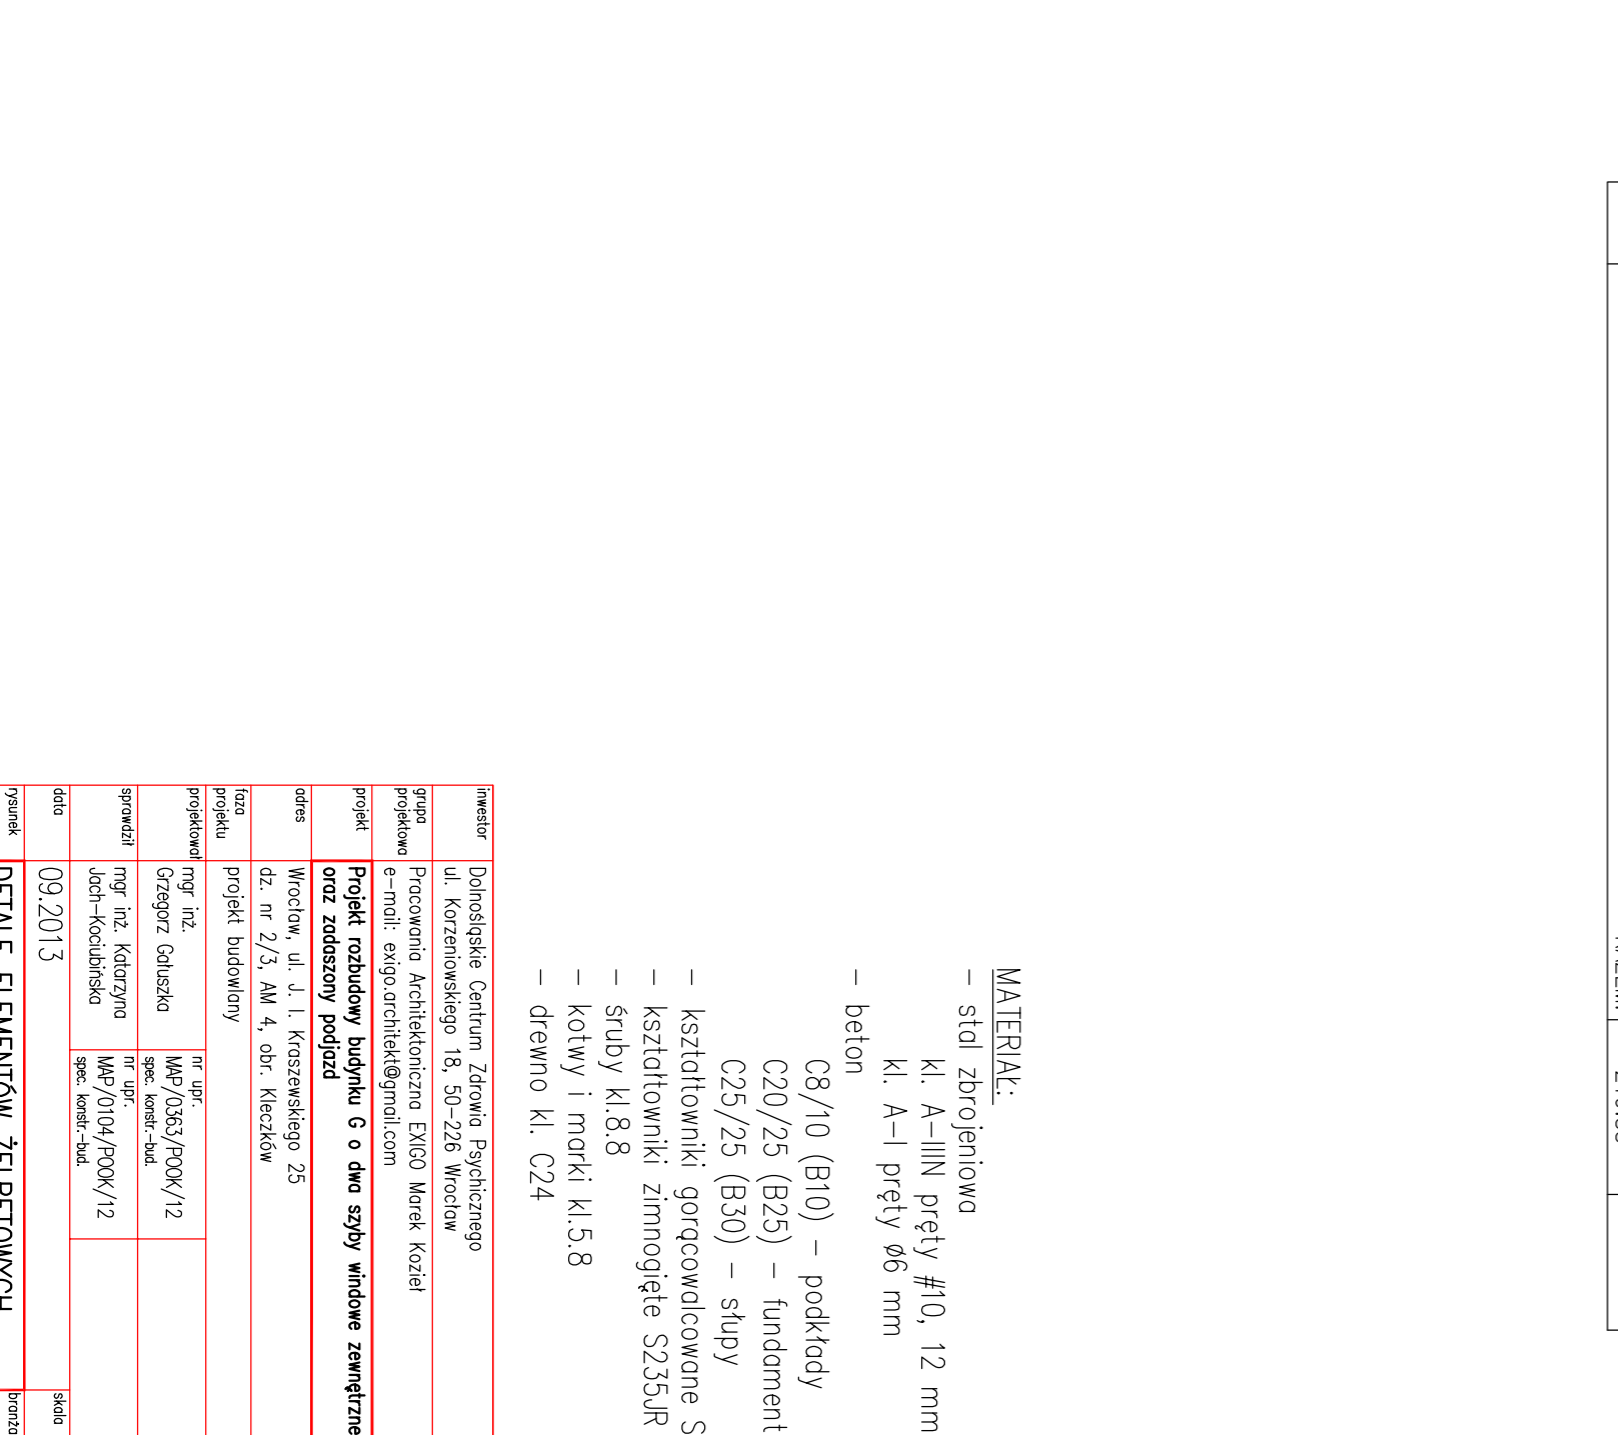 MATERIAŁ:
– stal zbrojeniowa
kl. A–IIIN pręty #10, 12 mm
kl. A–I pręty ø6 mm
– beton
C8/10 (B10) – podkłady
C20/25 (B25) – fundament
C25/25 (B30) – słupy
– kształtowniki gorącowalcowane S
– kształtowniki zimnogięte S235JR
– śruby kl.8.8
– kotwy i marki kl.5.8
– drewno kl. C24
inwestor
Dolnośląskie Centrum Zdrowia Psychicznego
ul. Korzeniowskiego 18, 50–226 Wrocław
grupa
projektowa
Pracowania Architektoniczna EXIGO Marek Kozieł
e–mail: exigo.architekt@gmail.com
projekt
Projekt rozbudowy budynku G o dwa szyby windowe zewnętrzne
oraz zadaszony podjazd
adres
Wrocław, ul. J. I. Kraszewskiego 25
dz. nr 2/3, AM 4, obr. Kleczków
faza
projektu
projekt budowlany
projektował
mgr inż.
Grzegorz Gałuszka
nr upr.
MAP/0363/POOK/12
spec. konstr.–bud.
sprawdził
mgr inż. Katarzyna
Jach–Kociubińska
nr upr.
MAP/0104/POOK/12
spec. konstr.–bud.
data
09.2013
skala
rysunek
DETALE ELEMENTÓW ŻELBETOWYCH
branża